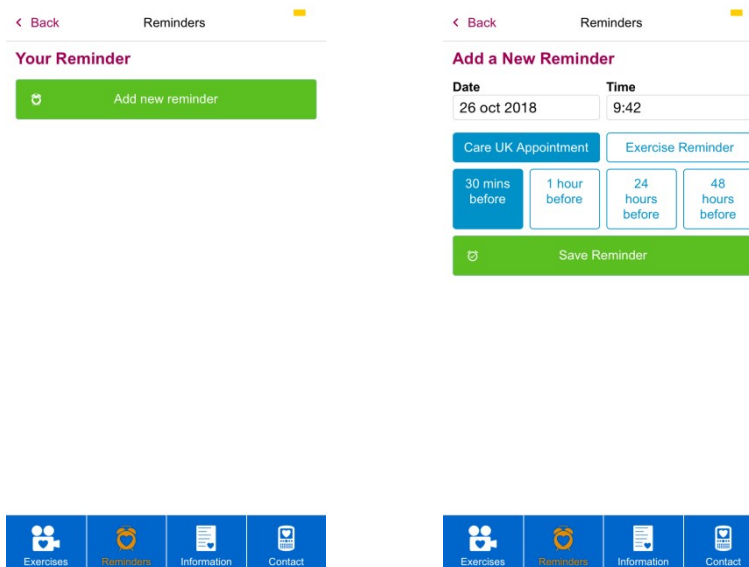 Back Reminders
Your Reminder
Add new reminder
Exercises Reminders Information Contact
Back Reminders
Add a New Reminder
Date Time
26 oct 2018 9:42
Care UK Appointment Exercise Reminder
30 mins before 1 hour before 24 hours before 48 hours before
Save Reminder
Exercises Reminders Information Contact